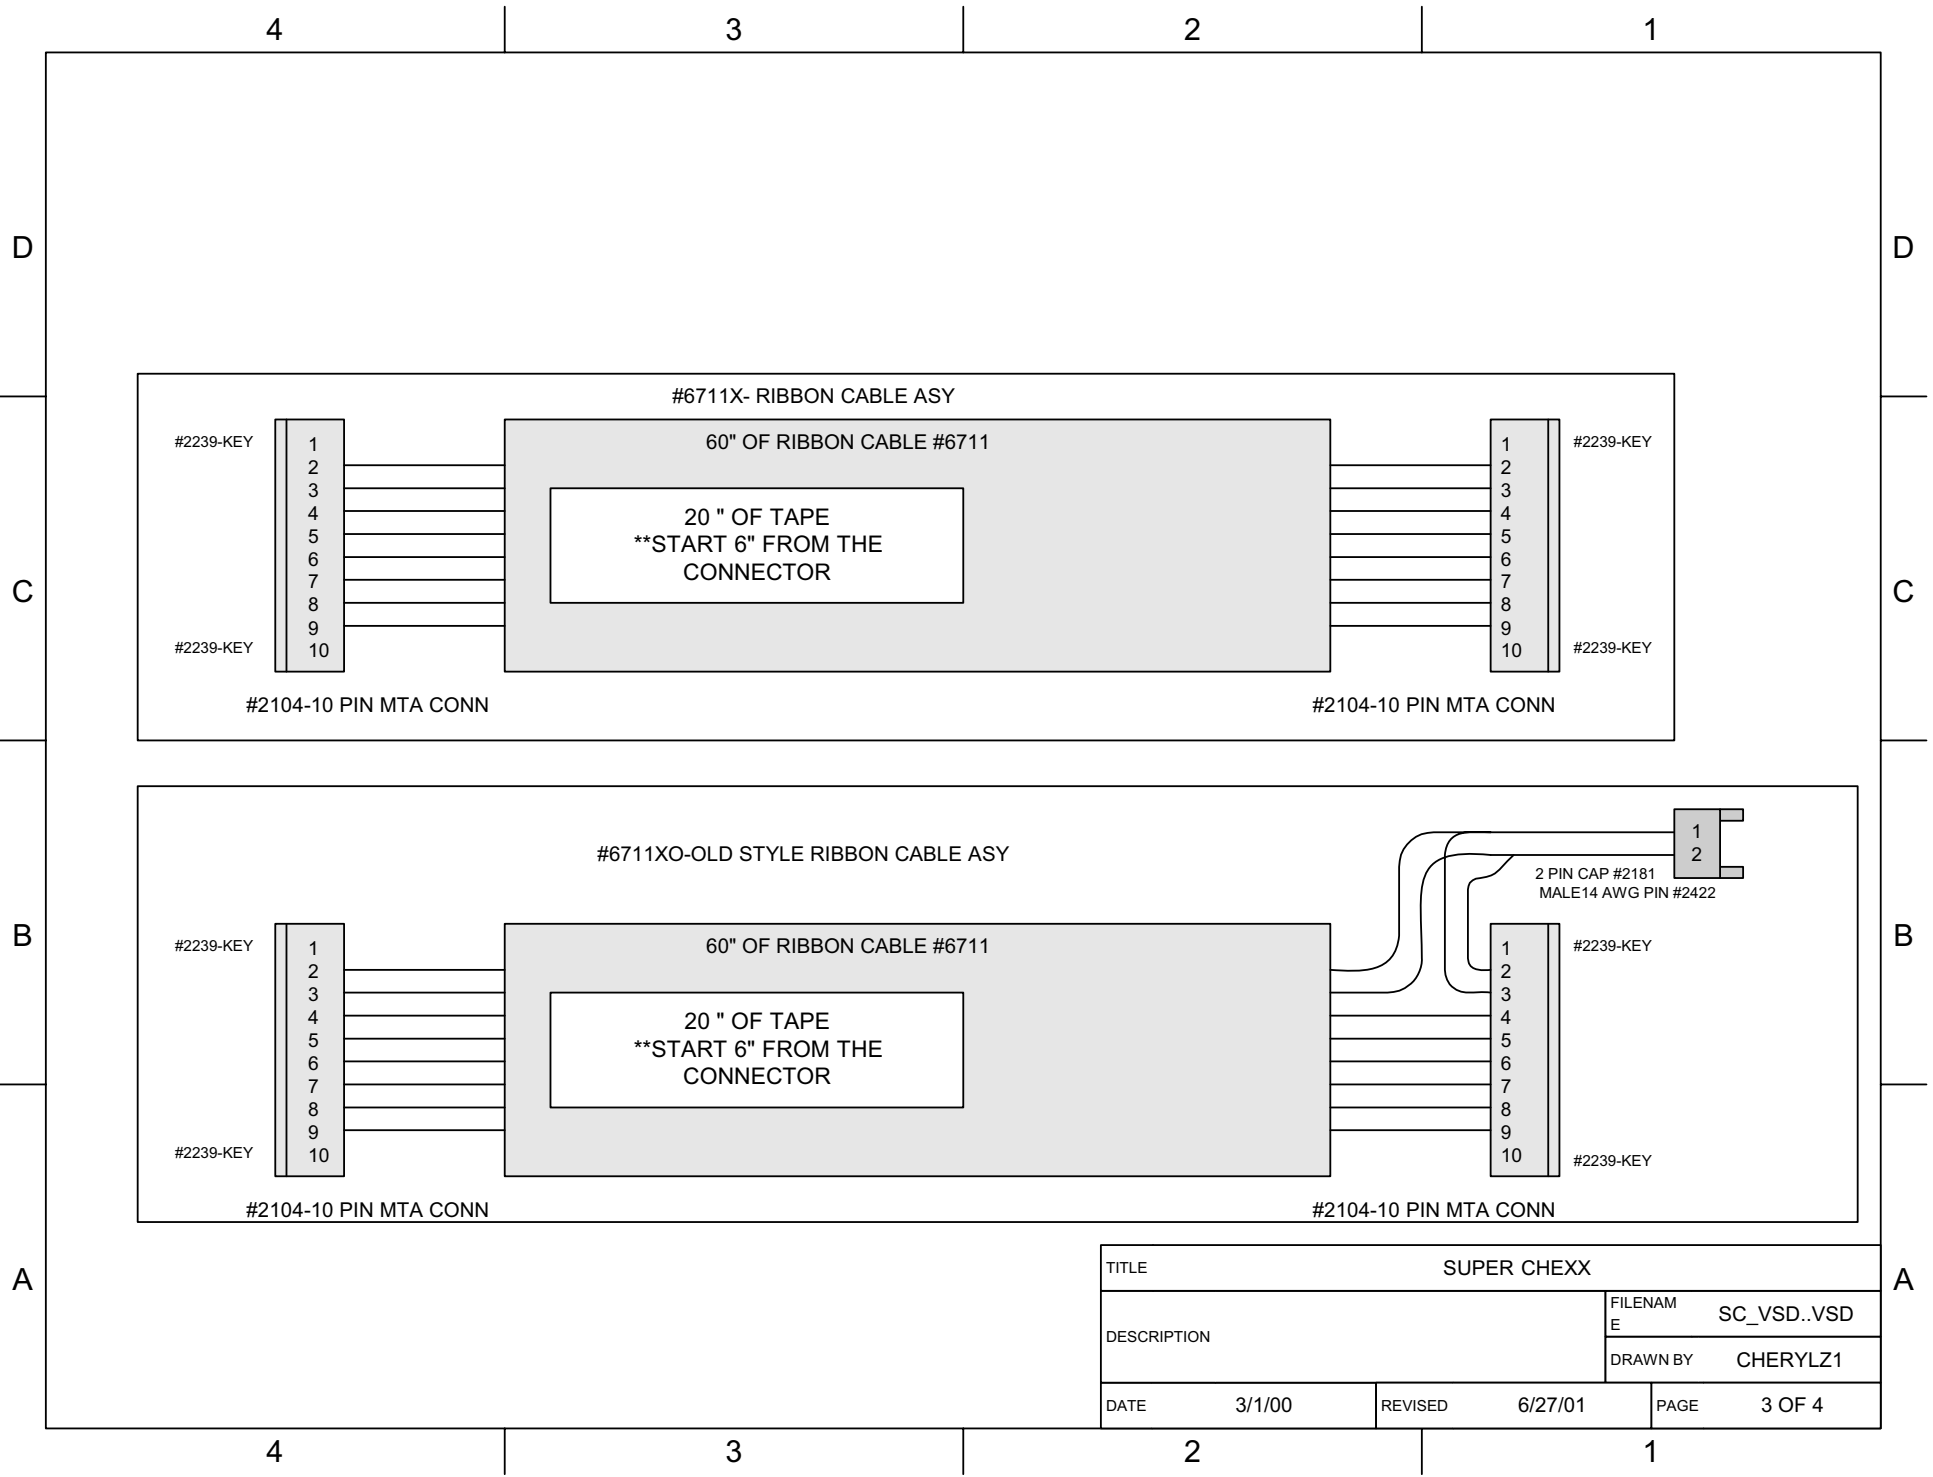 4 3 2 1
D D
#6711X- RIBBON CABLE ASY
#2239-KEY 1 60" OF RIBBON CABLE #6711 1 #2239-KEY
2 2
3 3
4 20 " OF TAPE 4
5 **START 6" FROM THE 5
6 CONNECTOR 6
7 7
C C
8 8
9 9
#2239-KEY 10 10 #2239-KEY
#2104-10 PIN MTA CONN #2104-10 PIN MTA CONN
1
#6711XO-OLD STYLE RIBBON CABLE ASY 2
2 PIN CAP #2181
MALE14 AWG PIN #2422
B B
#2239-KEY 1 60" OF RIBBON CABLE #6711 1 #2239-KEY
2 2
3 3
4 20 " OF TAPE 4
5 **START 6" FROM THE 5
6 CONNECTOR 6
7 7
8 8
9 9
#2239-KEY 10 10 #2239-KEY
#2104-10 PIN MTA CONN #2104-10 PIN MTA CONN
A A
TITLE SUPER CHEXX
FILENAM
E SC_VSD..VSD
DESCRIPTION
DRAWN BY CHERYLZ1
DATE 3/1/00 REVISED 6/27/01 PAGE 3 OF 4
4 3 2 1